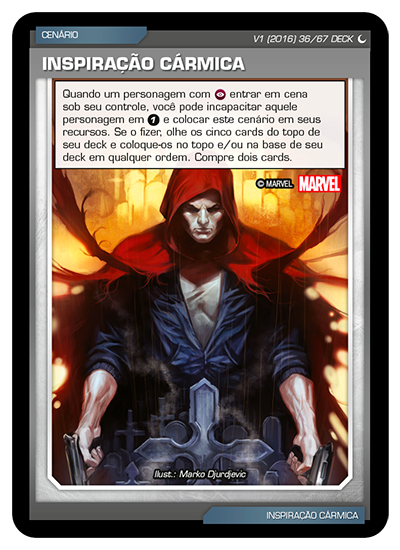 CENÁRIO
V1 (2016) 36/67 DECK
INSPIRAÇÃO CÁRMICA
Quando um personagem com entrar em cena
sob seu controle, você pode incapacitar aquele
personagem em 1 e colocar este cenário em seus
recursos. Se o fizer, olhe os cinco cards do topo de
seu deck e coloque-os no topo e/ou na base de seu
deck em qualquer ordem. Compre dois cards.
© MARVEL MARVEL
Ilust.: Marko Djurdjevic
INSPIRAÇÃO CÁRMICA